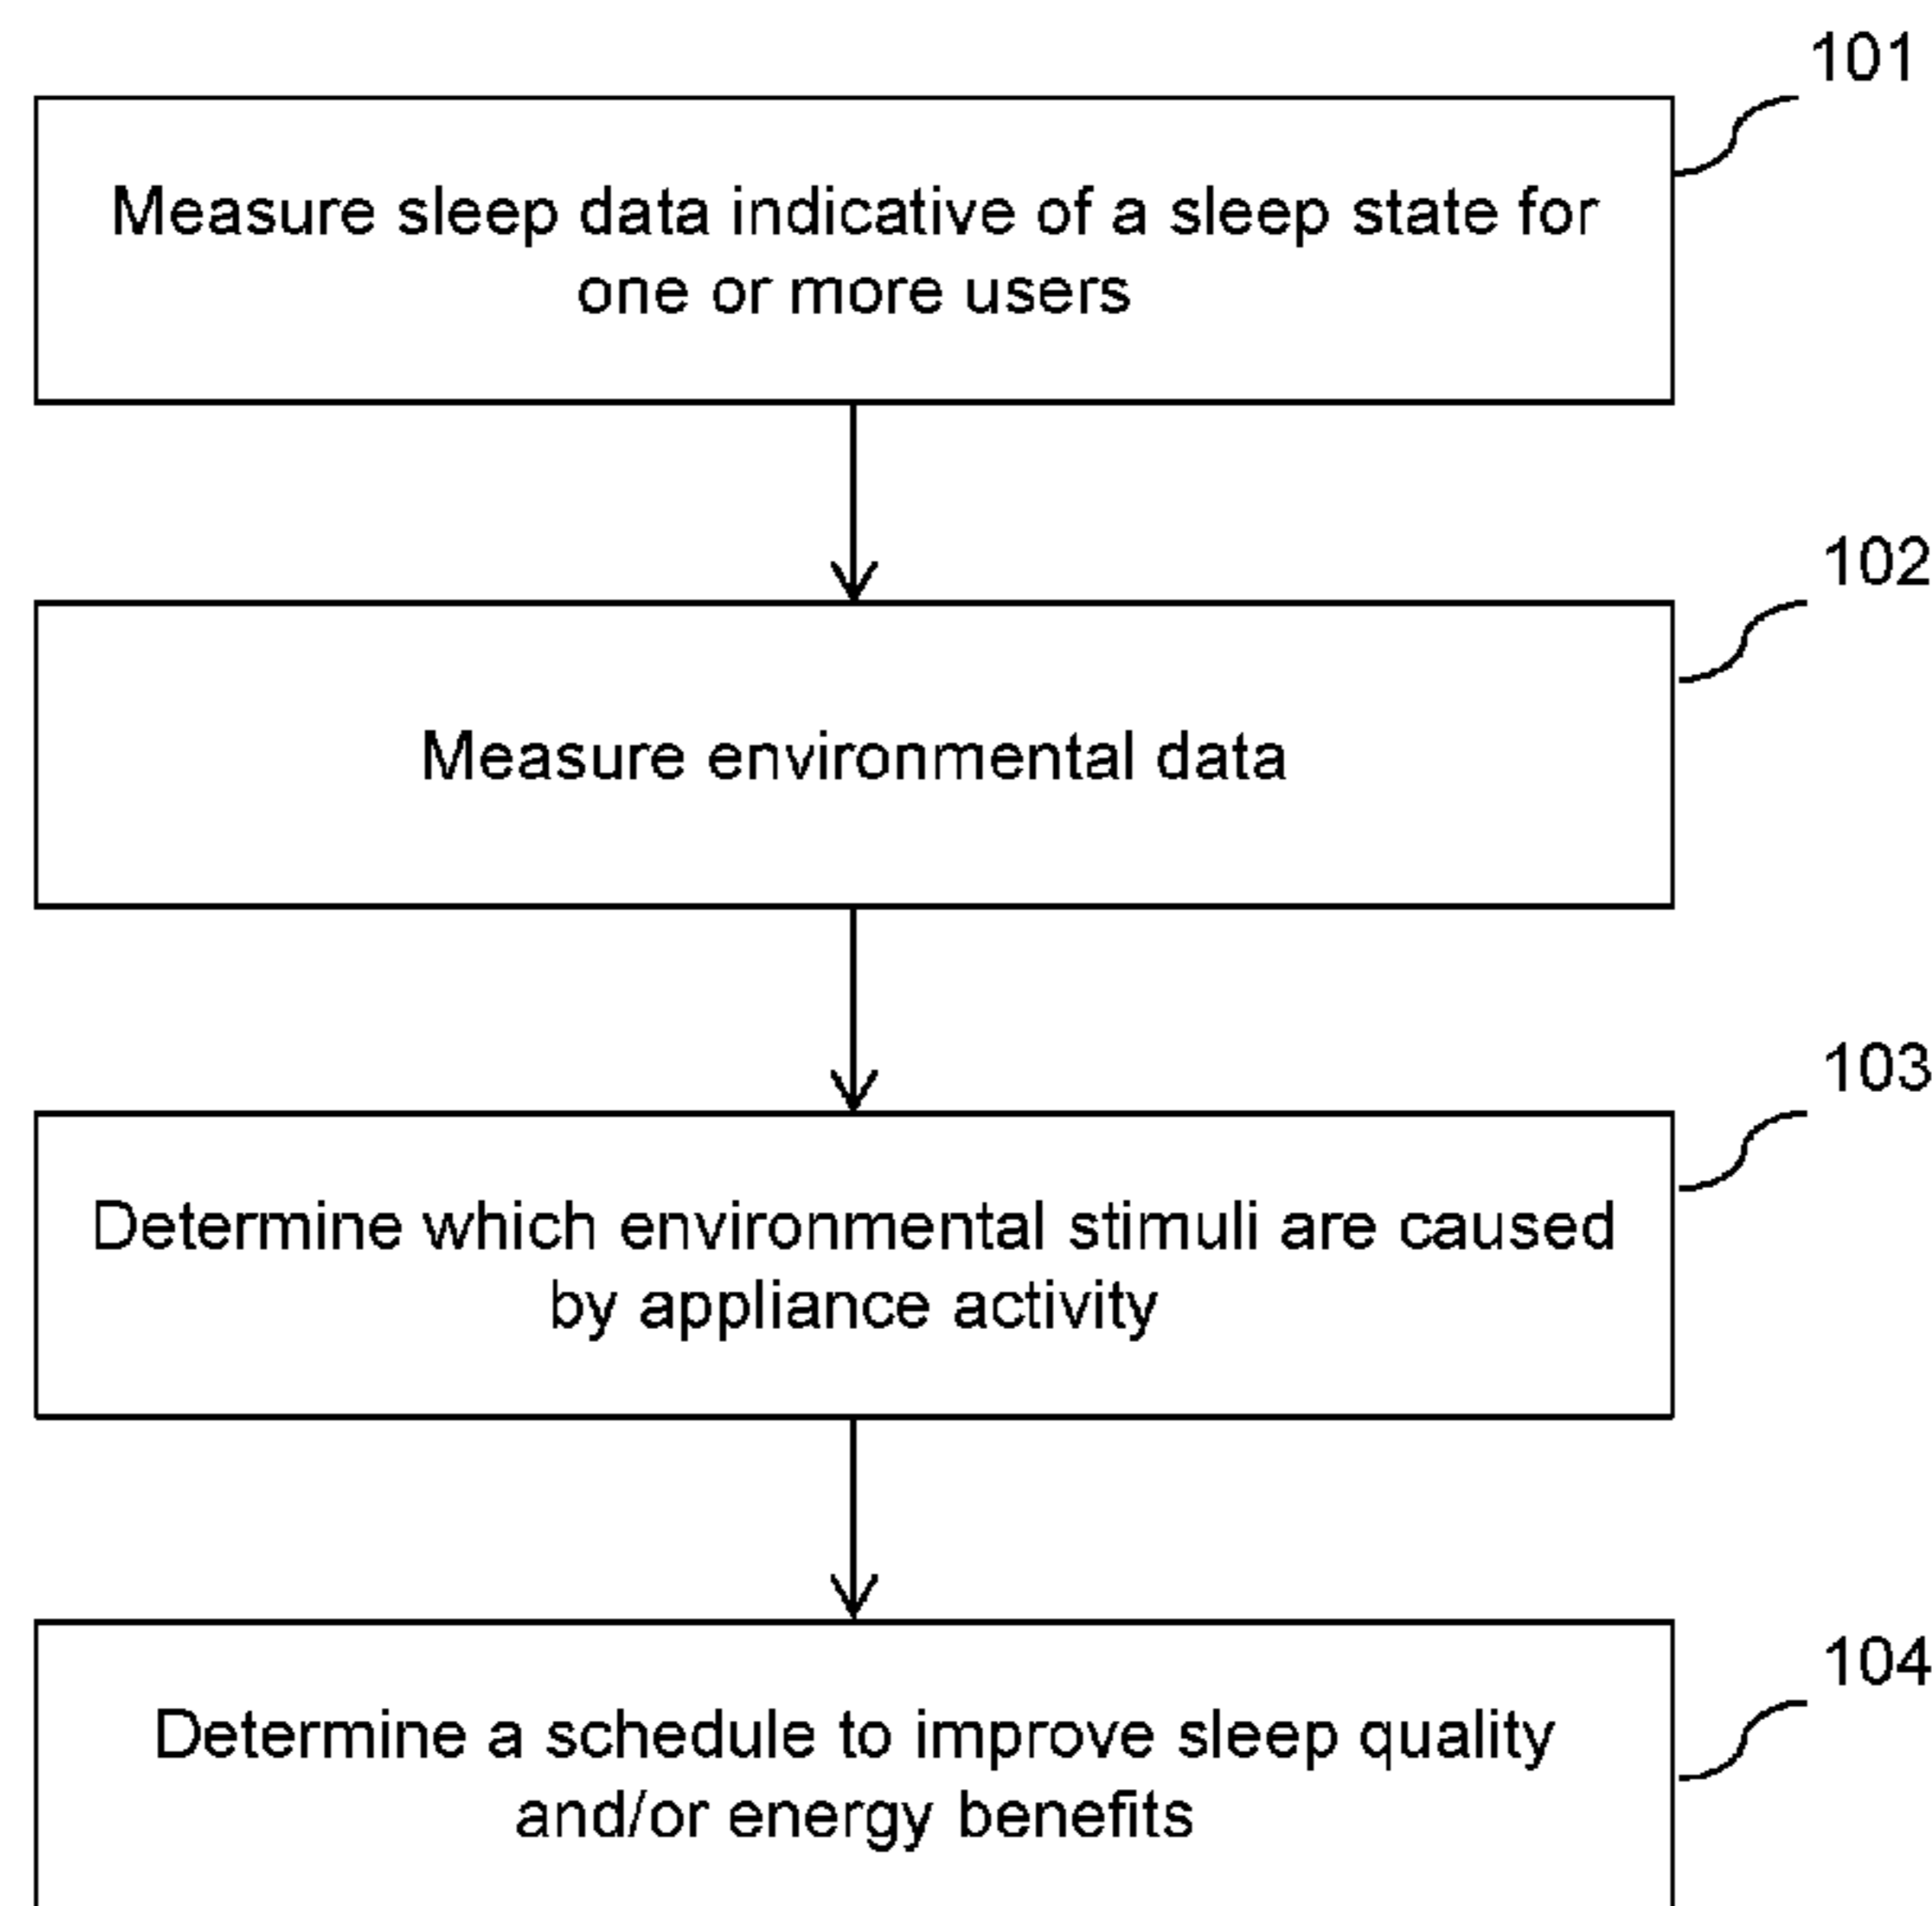 101
Measure sleep data indicative of a sleep state for
one or more users
102
Measure environmental data
103
Determine which environmental stimuli are caused
by appliance activity
104
Determine a schedule to improve sleep quality
and/or energy benefits